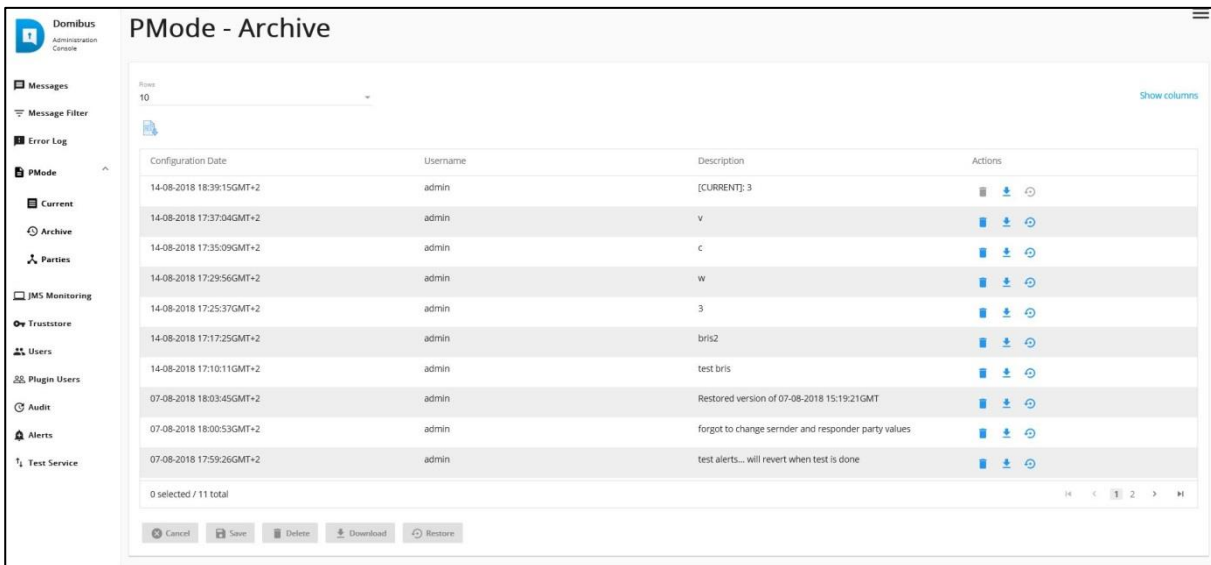 Domibus
Administration
Console
PMode - Archive
Messages
Message Filter
Error Log
PMode
Current
Archive
Parties
JMS Monitoring
Truststore
Users
Plugin Users
Audit
Alerts
Test Service
Rows
10
Show columns
Configuration Date Username Description Actions
14-08-2018 18:39:15GMT+2 admin [CURRENT]: 3
14-08-2018 17:37:04GMT+2 admin v
14-08-2018 17:35:09GMT+2 admin c
14-08-2018 17:29:56GMT+2 admin w
14-08-2018 17:25:37GMT+2 admin 3
14-08-2018 17:17:25GMT+2 admin bris2
14-08-2018 17:10:11GMT+2 admin test bris
07-08-2018 18:03:45GMT+2 admin Restored version of 07-08-2018 15:19:21GMT
07-08-2018 18:00:53GMT+2 admin forgot to change sernder and responder party values
07-08-2018 17:59:26GMT+2 admin test alerts... will revert when test is done
0 selected / 11 total 1 2
Cancel Save Delete Download Restore